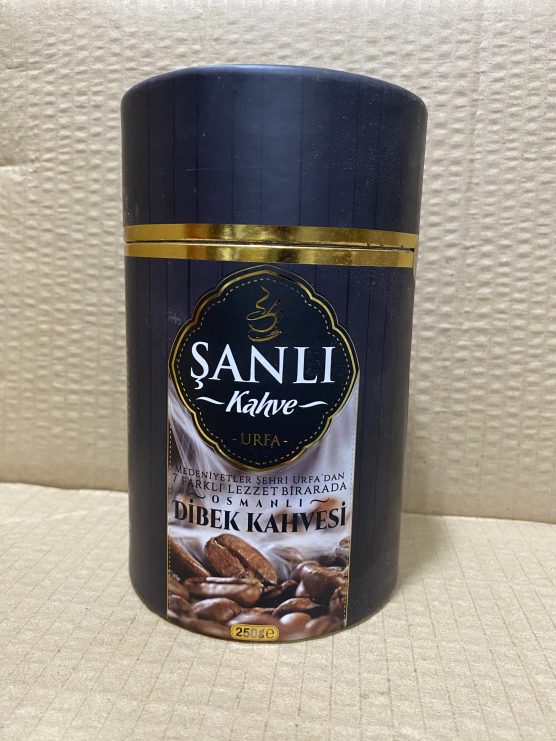 ŞANLI
Kahve
- URFA -
MEDENİYETLER ŞEHRİ URFA'DAN
7 FARKLI LEZZET BİRARADA
OSMANLI
DİBEK KAHVESİ
250g℮